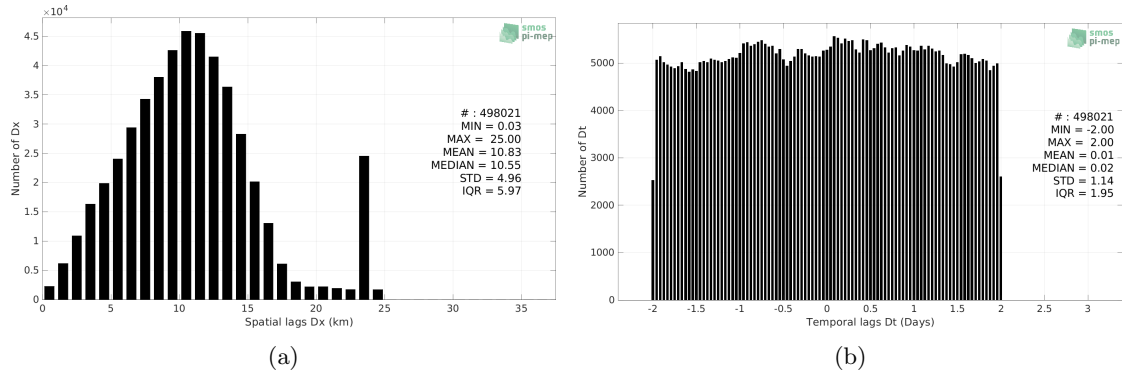 ×10⁴
4.5
4
3.5
3
2.5
2
1.5
1
0.5
0
Number of Dx
0 5 10 15 20 25 30 35
Spatial lags Dx (km)
smos
pi-mep
# : 498021
MIN = 0.03
MAX = 25.00
MEAN = 10.83
MEDIAN = 10.55
STD = 4.96
IQR = 5.97
(a)
5000
4000
3000
2000
1000
0
Number of Dt
-2 -1.5 -1 -0.5 0 0.5 1 1.5 2 2.5 3
Temporal lags Dt (Days)
smos
pi-mep
# : 498021
MIN = -2.00
MAX = 2.00
MEAN = 0.01
MEDIAN = 0.02
STD = 1.14
IQR = 1.95
(b)